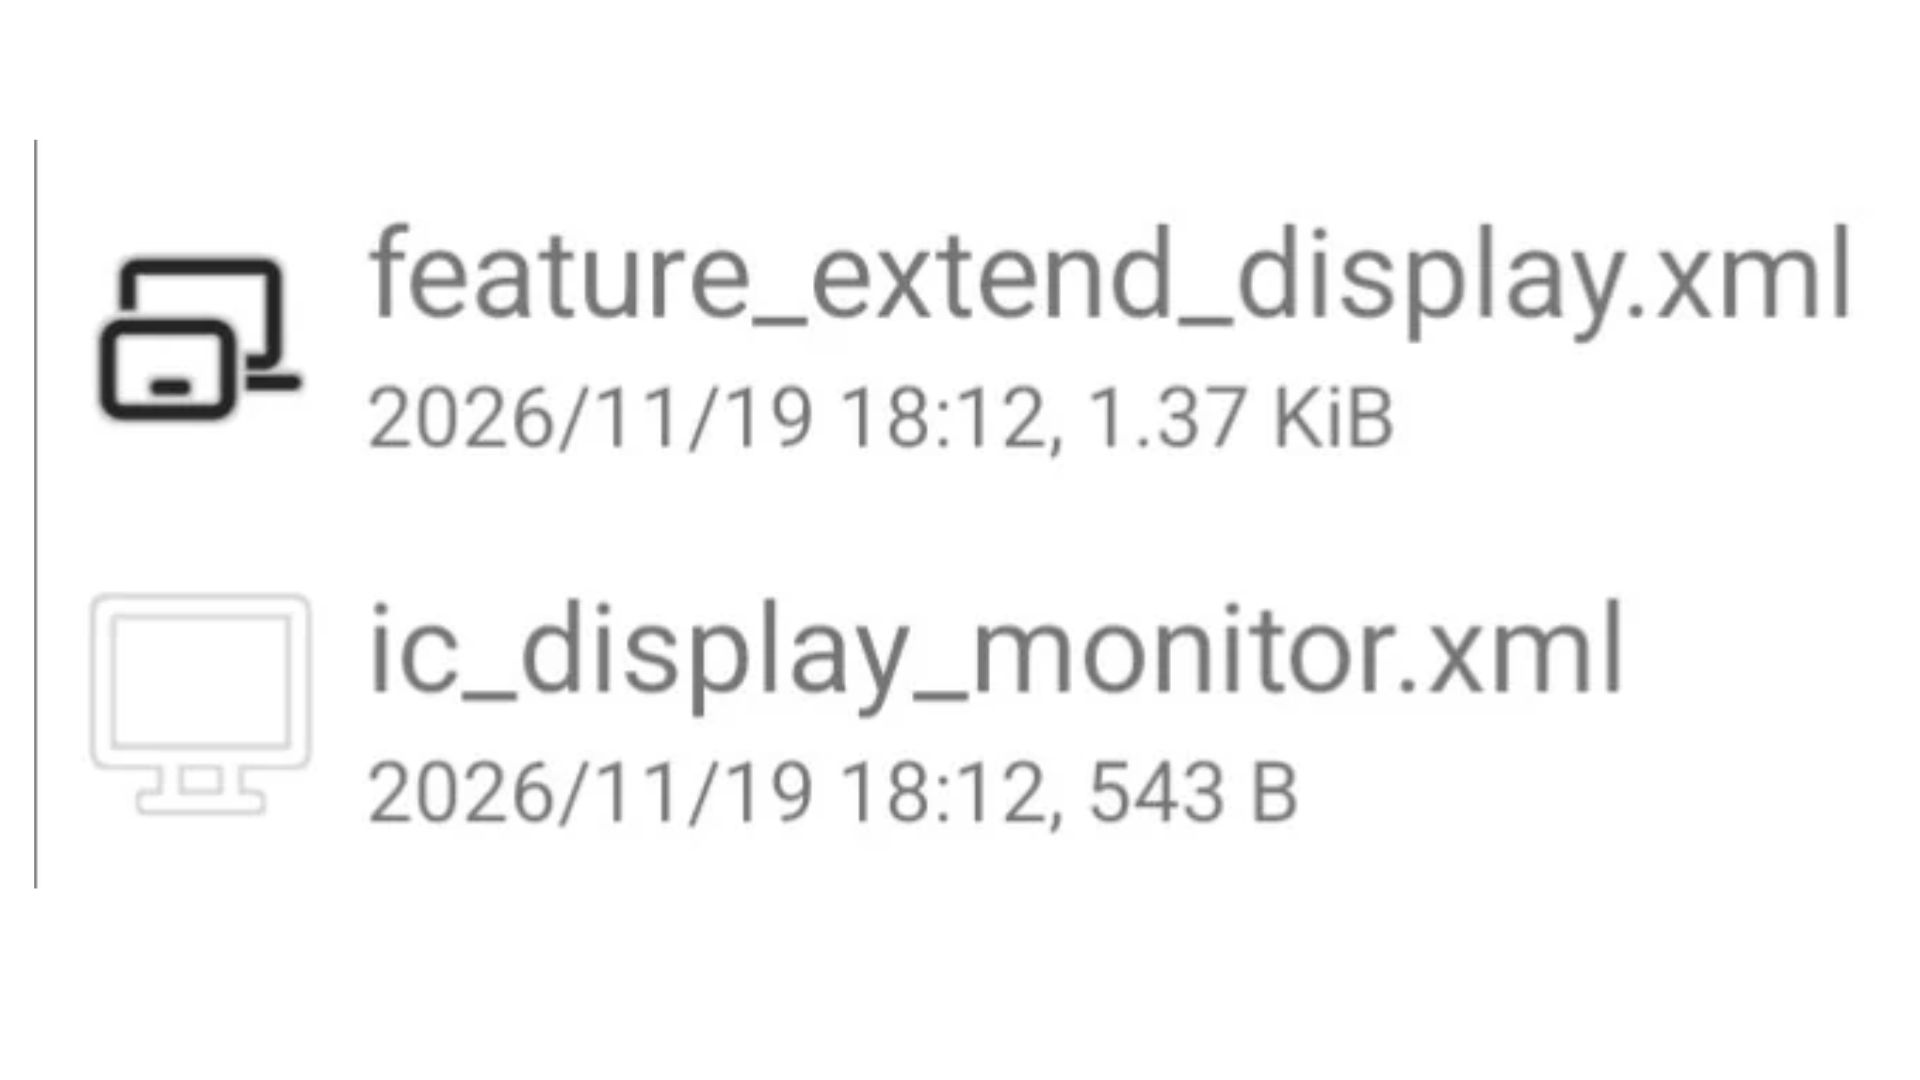 feature_extend_display.xml
2026/11/19 18:12, 1.37 KiB
ic_display_monitor.xml
2026/11/19 18:12, 543 B